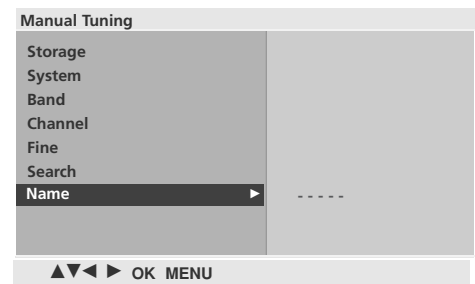 Manual Tuning
Storage
System
Band
Channel
Fine
Search
Name ► - - - - -
▲▼◄ ► OK MENU